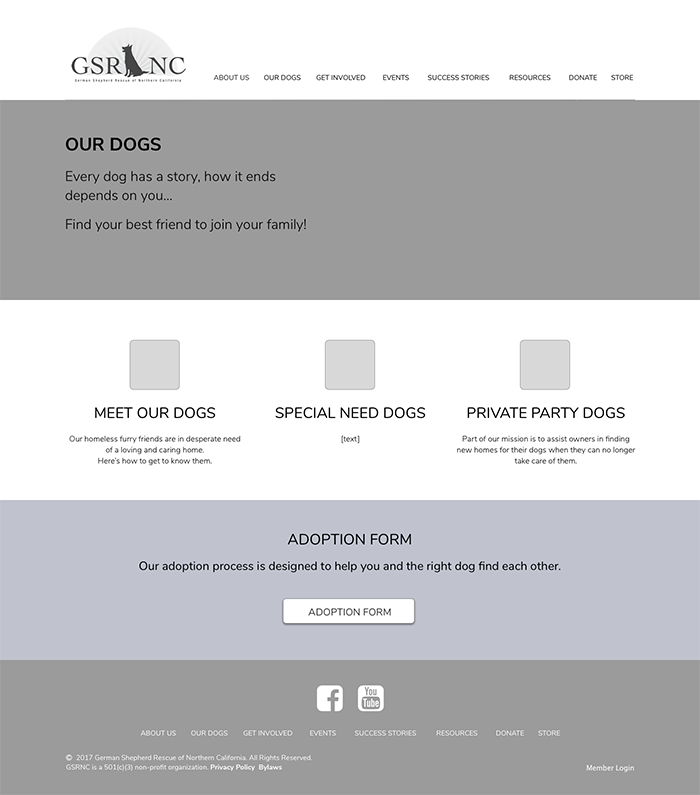 GSR NC
German Shepherd Rescue of Northern California
ABOUT US OUR DOGS GET INVOLVED EVENTS SUCCESS STORIES RESOURCES DONATE STORE
OUR DOGS
Every dog has a story, how it ends
depends on you...
Find your best friend to join your family!
MEET OUR DOGS
Our homeless furry friends are in desperate need
of a loving and caring home.
Here's how to get to know them.
SPECIAL NEED DOGS
[text]
PRIVATE PARTY DOGS
Part of our mission is to assist owners in finding
new homes for their dogs when they can no longer
take care of them.
ADOPTION FORM
Our adoption process is designed to help you and the right dog find each other.
ADOPTION FORM
You
Tube
ABOUT US OUR DOGS GET INVOLVED EVENTS SUCCESS STORIES RESOURCES DONATE STORE
© 2017 German Shepherd Rescue of Northern California. All Rights Reserved.
GSRNC is a 501(c)(3) non-profit organization. Privacy Policy Bylaws
Member Login